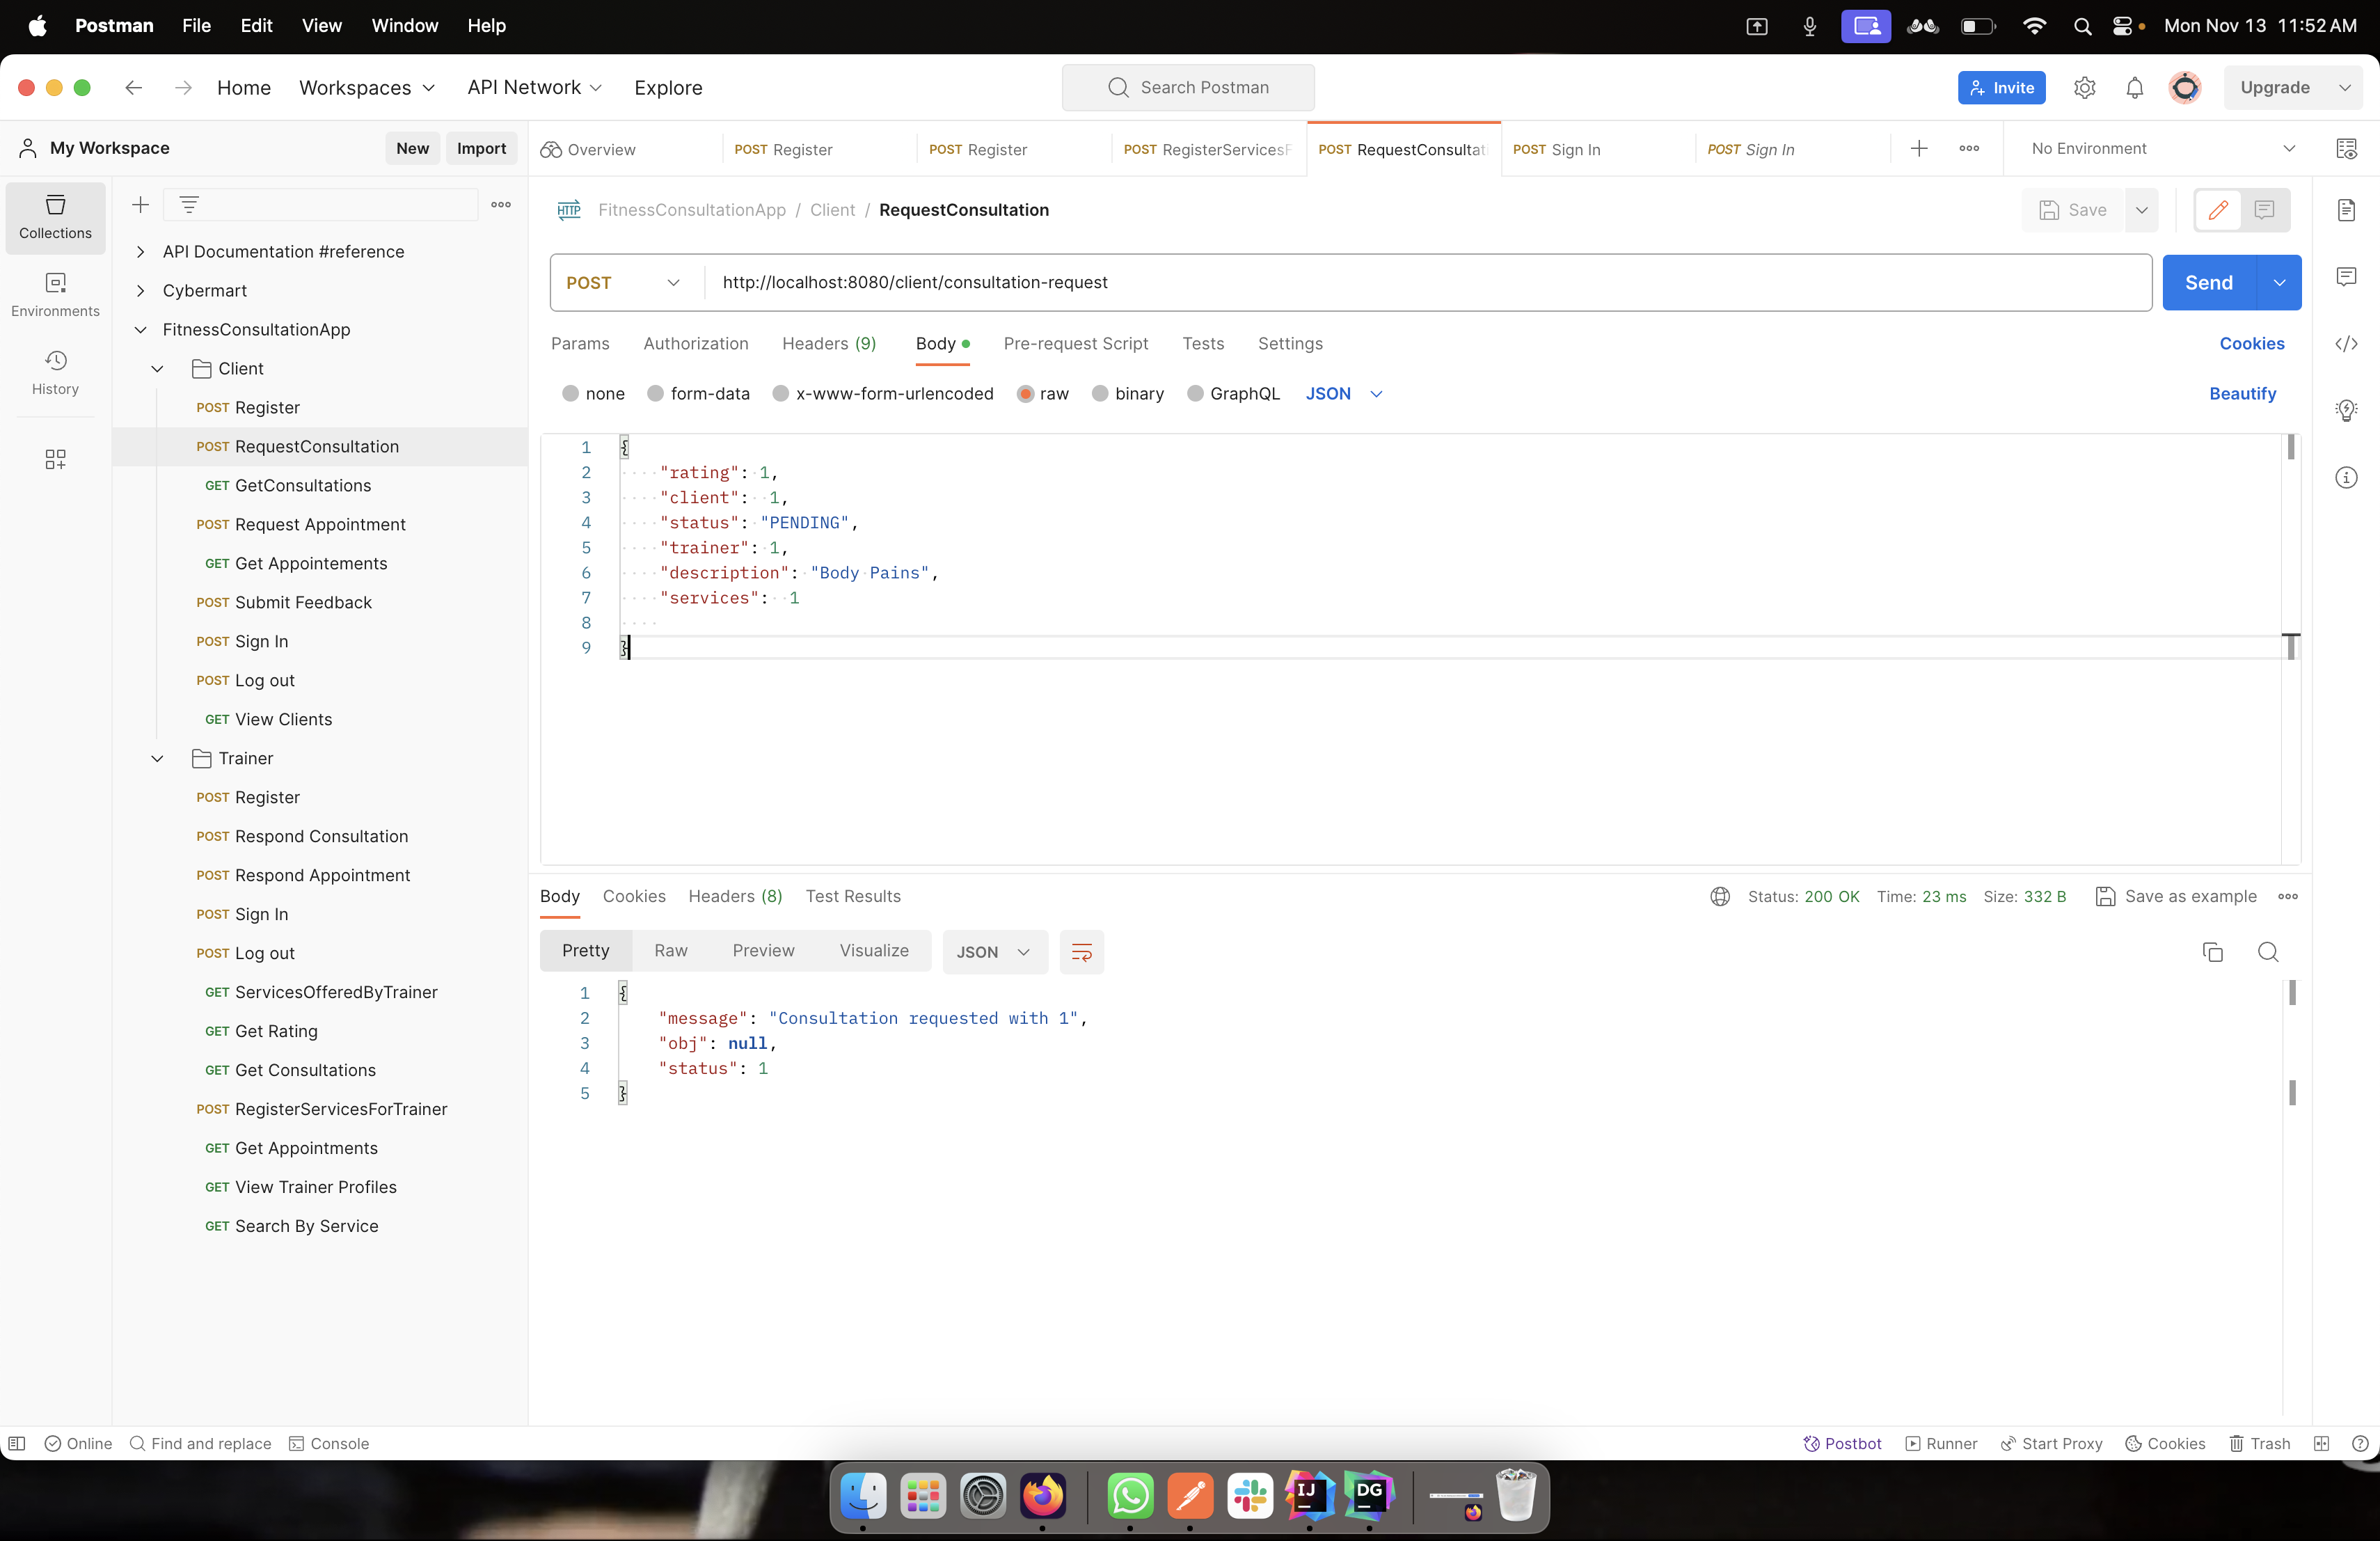 Postman File Edit View Window Help Mon Nov 13 11:52 AM
Home Workspaces API Network Explore Search Postman Invite Upgrade
My Workspace New Import Overview POST Register POST Register POST RegisterServicesF POST RequestConsultati POST Sign In POST Sign In No Environment
Collections
Environments
History
API Documentation #reference
Cybermart
FitnessConsultationApp
Client
POST Register
POST RequestConsultation
GET GetConsultations
POST Request Appointment
GET Get Appointements
POST Submit Feedback
POST Sign In
POST Log out
GET View Clients
Trainer
POST Register
POST Respond Consultation
POST Respond Appointment
POST Sign In
POST Log out
GET ServicesOfferedByTrainer
GET Get Rating
GET Get Consultations
POST RegisterServicesForTrainer
GET Get Appointments
GET View Trainer Profiles
GET Search By Service
HTTP FitnessConsultationApp / Client / RequestConsultation Save
POST http://localhost:8080/client/consultation-request Send
Params Authorization Headers (9) Body Pre-request Script Tests Settings Cookies
none form-data x-www-form-urlencoded raw binary GraphQL JSON Beautify
1 {
2 "rating": 1,
3 "client": 1,
4 "status": "PENDING",
5 "trainer": 1,
6 "description": "Body Pains",
7 "services": 1
8
9 }
Body Cookies Headers (8) Test Results Status: 200 OK Time: 23 ms Size: 332 B Save as example
Pretty Raw Preview Visualize JSON
1 {
2 "message": "Consultation requested with 1",
3 "obj": null,
4 "status": 1
5 }
Online Find and replace Console Postbot Runner Start Proxy Cookies Trash
IJ DG